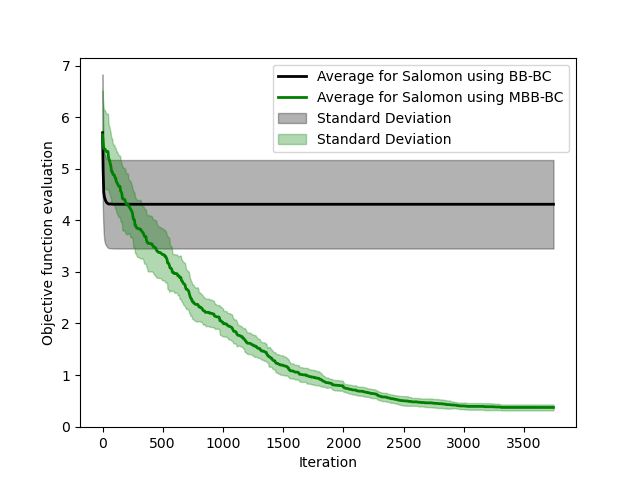 Average for Salomon using BB-BC
Average for Salomon using MBB-BC
Standard Deviation
Standard Deviation
Objective function evaluation
7
6
5
4
3
2
1
0
0 500 1000 1500 2000 2500 3000 3500
Iteration